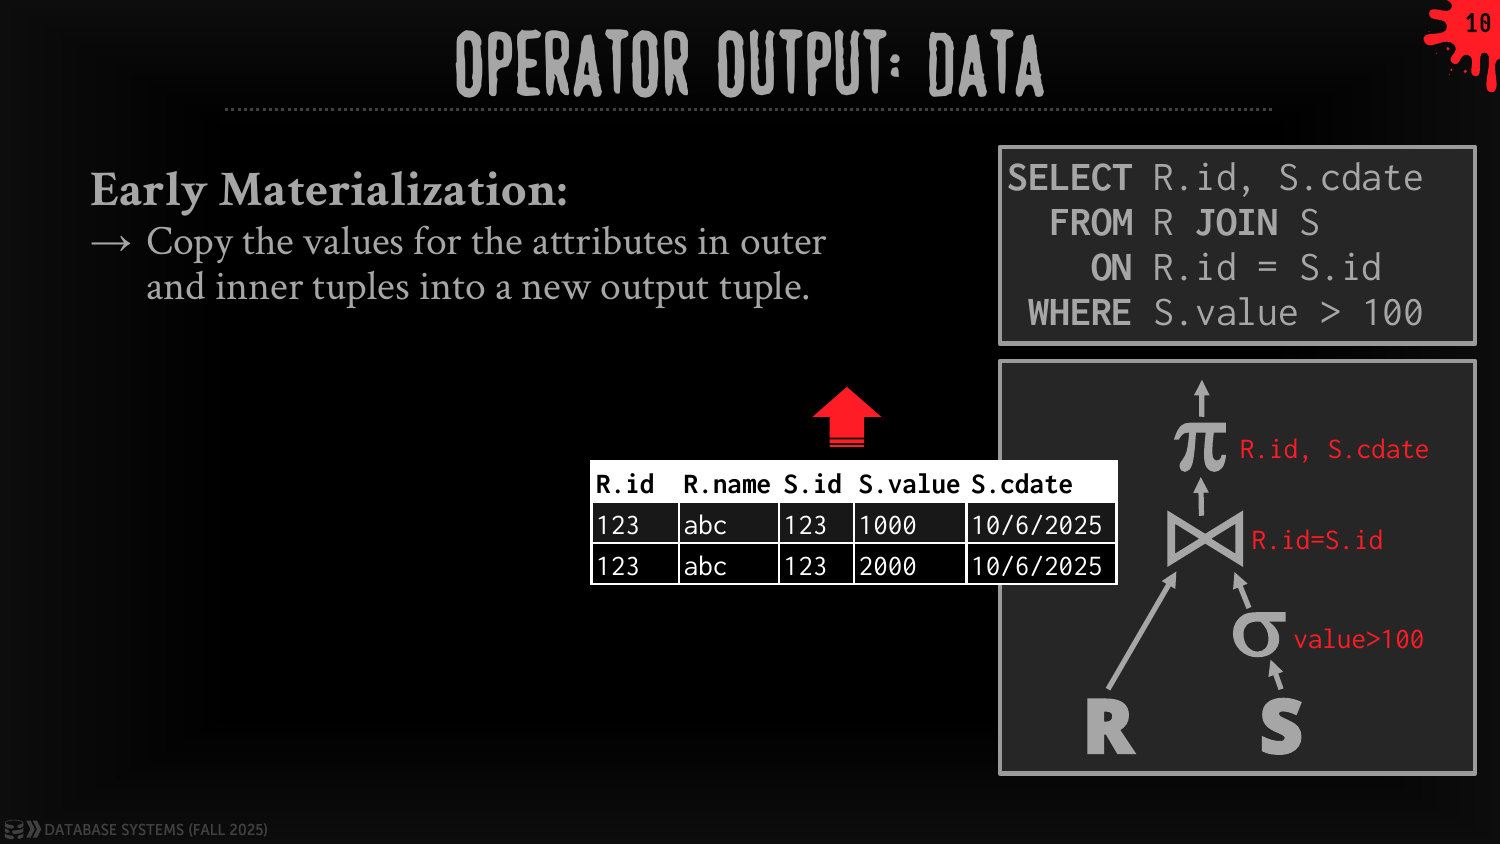 10
OPERATOR OUTPUT: DATA
Early Materialization:
→ Copy the values for the attributes in outer
and inner tuples into a new output tuple.
SELECT R.id, S.cdate
FROM R JOIN S
ON R.id = S.id
WHERE S.value > 100
R.id R.name S.id S.value S.cdate
123 abc 123 1000 10/6/2025
123 abc 123 2000 10/6/2025
π R.id, S.cdate
⋈ R.id=S.id
σ value>100
R S
DATABASE SYSTEMS (FALL 2025)